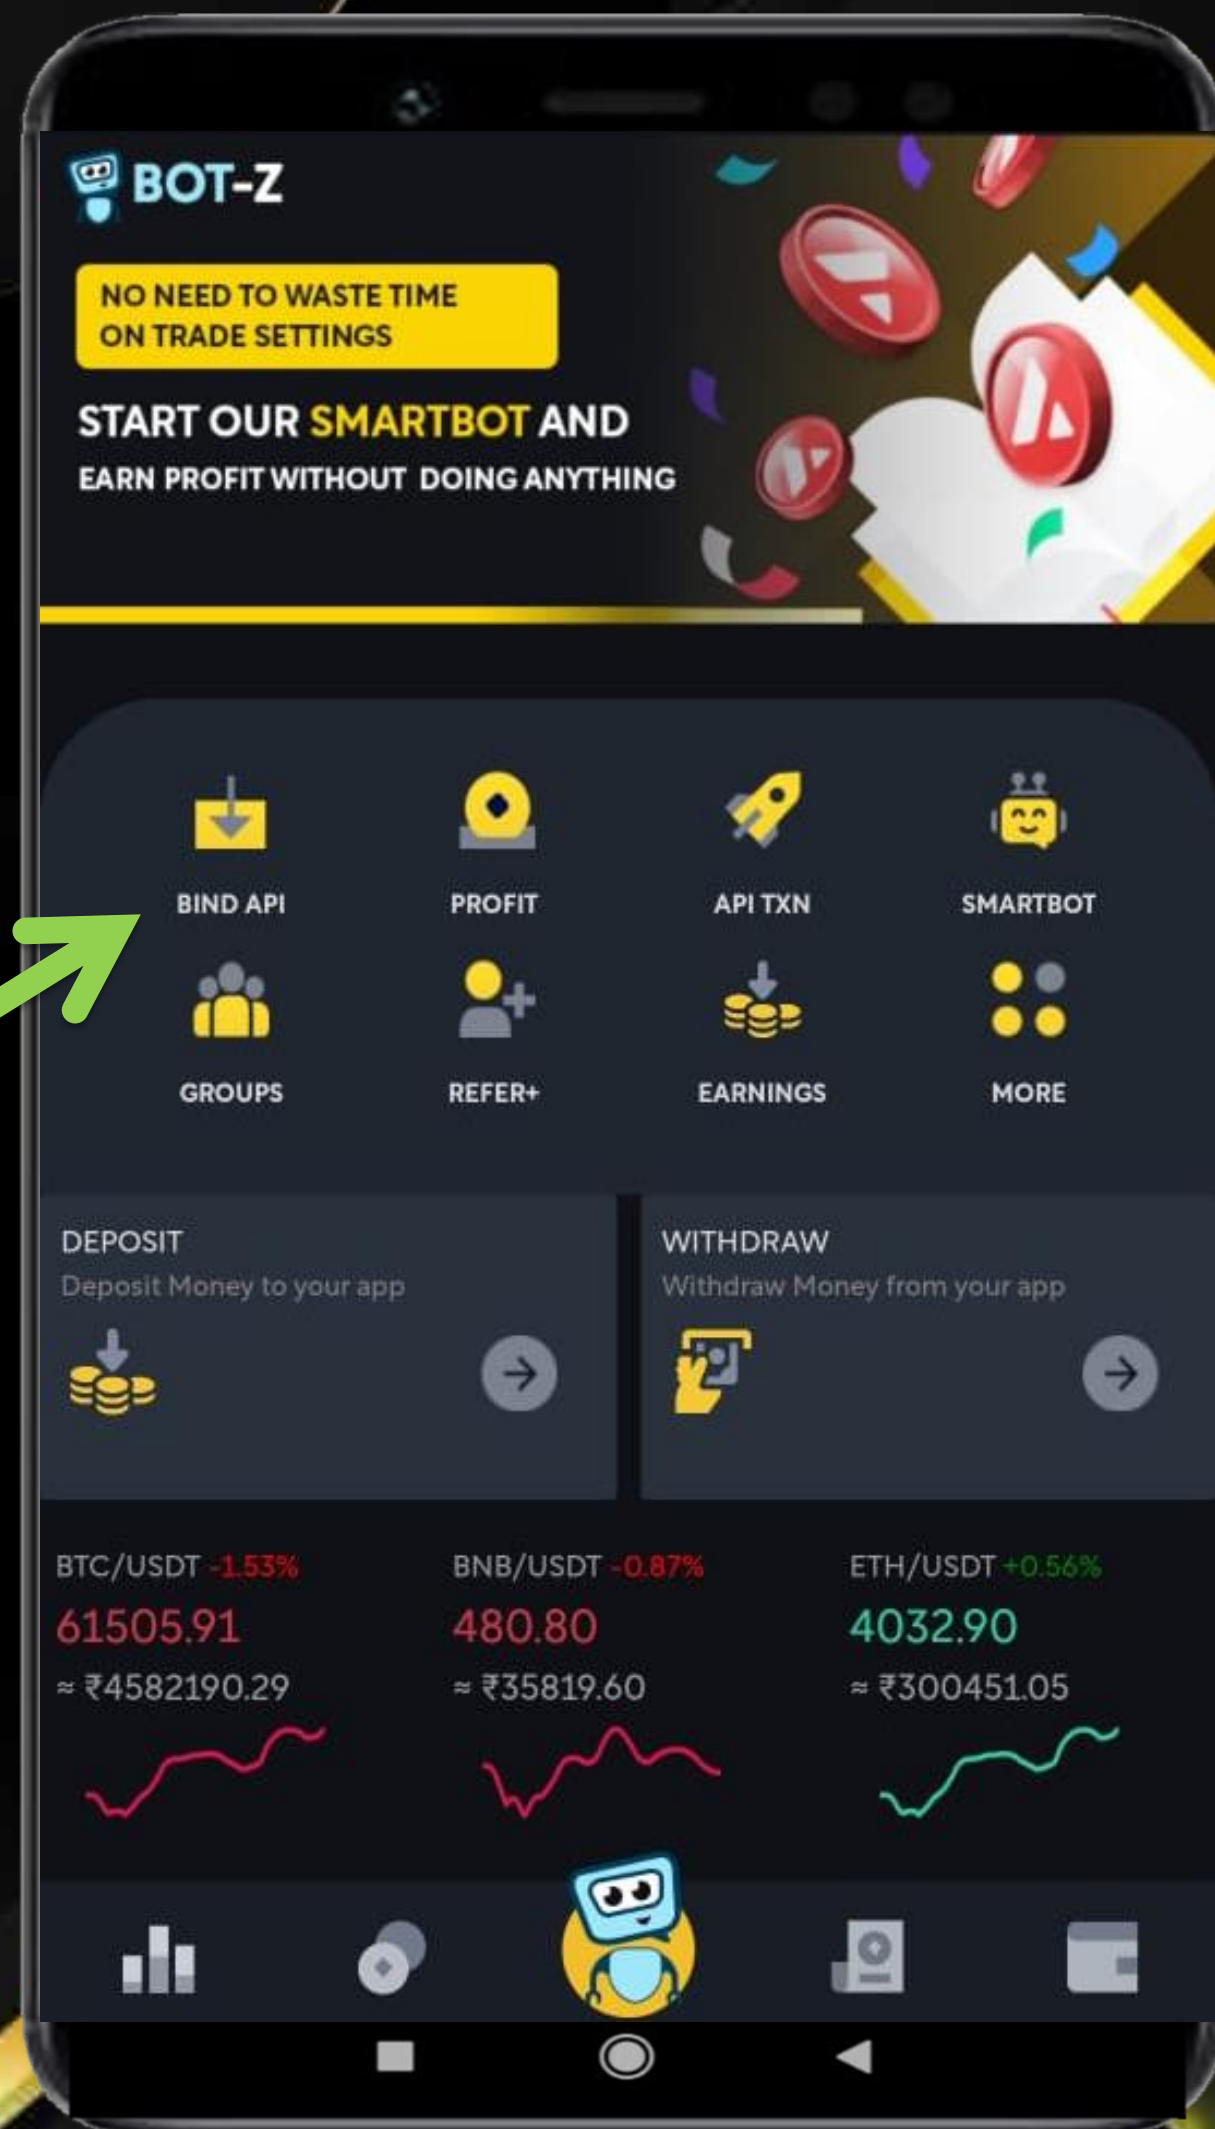 BOT-Z
NO NEED TO WASTE TIME
ON TRADE SETTINGS
START OUR SMARTBOT AND
EARN PROFIT WITHOUT DOING ANYTHING
BIND API
PROFIT
API TXN
SMARTBOT
GROUPS
REFER+
EARNINGS
MORE
DEPOSIT
Deposit Money to your app
WITHDRAW
Withdraw Money from your app
BTC/USDT -1.53%
61505.91
≈ ₹4582190.29
BNB/USDT -0.87%
480.80
≈ ₹35819.60
ETH/USDT +0.56%
4032.90
≈ ₹300451.05